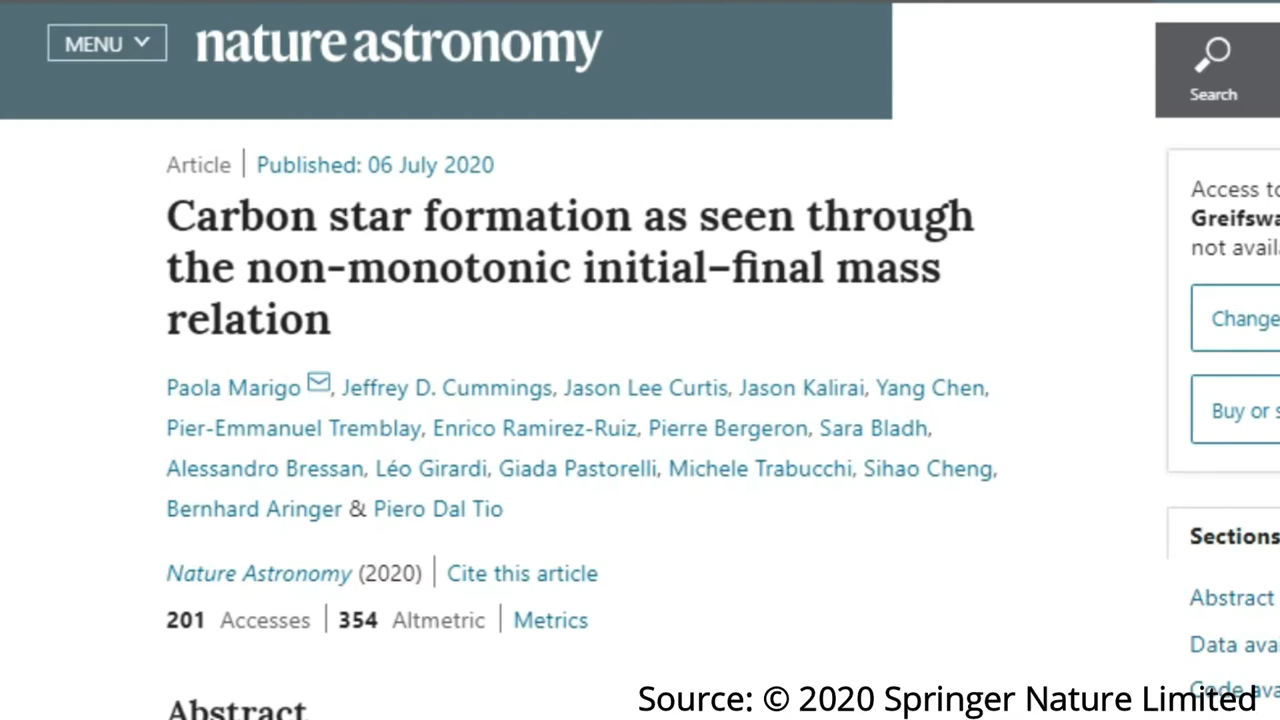 MENU
nature astronomy
Search
Article | Published: 06 July 2020
Carbon star formation as seen through
the non-monotonic initial–final mass
relation
Paola Marigo, Jeffrey D. Cummings, Jason Lee Curtis, Jason Kalirai, Yang Chen,
Pier-Emmanuel Tremblay, Enrico Ramirez-Ruiz, Pierre Bergeron, Sara Bladh,
Alessandro Bressan, Léo Girardi, Giada Pastorelli, Michele Trabucchi, Sihao Cheng,
Bernhard Aringer & Piero Dal Tio
Nature Astronomy (2020) | Cite this article
201 Accesses | 354 Altmetric | Metrics
Abstract
Access to
Greifswa
not avail
Change
Buy or s
Sections
Abstract
Data avai
Code ava
Source: © 2020 Springer Nature Limited